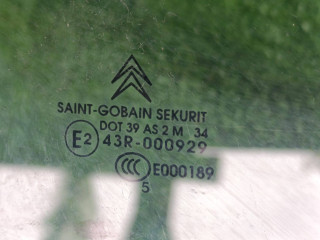 SAINT-GOBAIN SEKURIT
DOT 39 AS 2 M 34
E2 43R-000929
CCC E000189
5